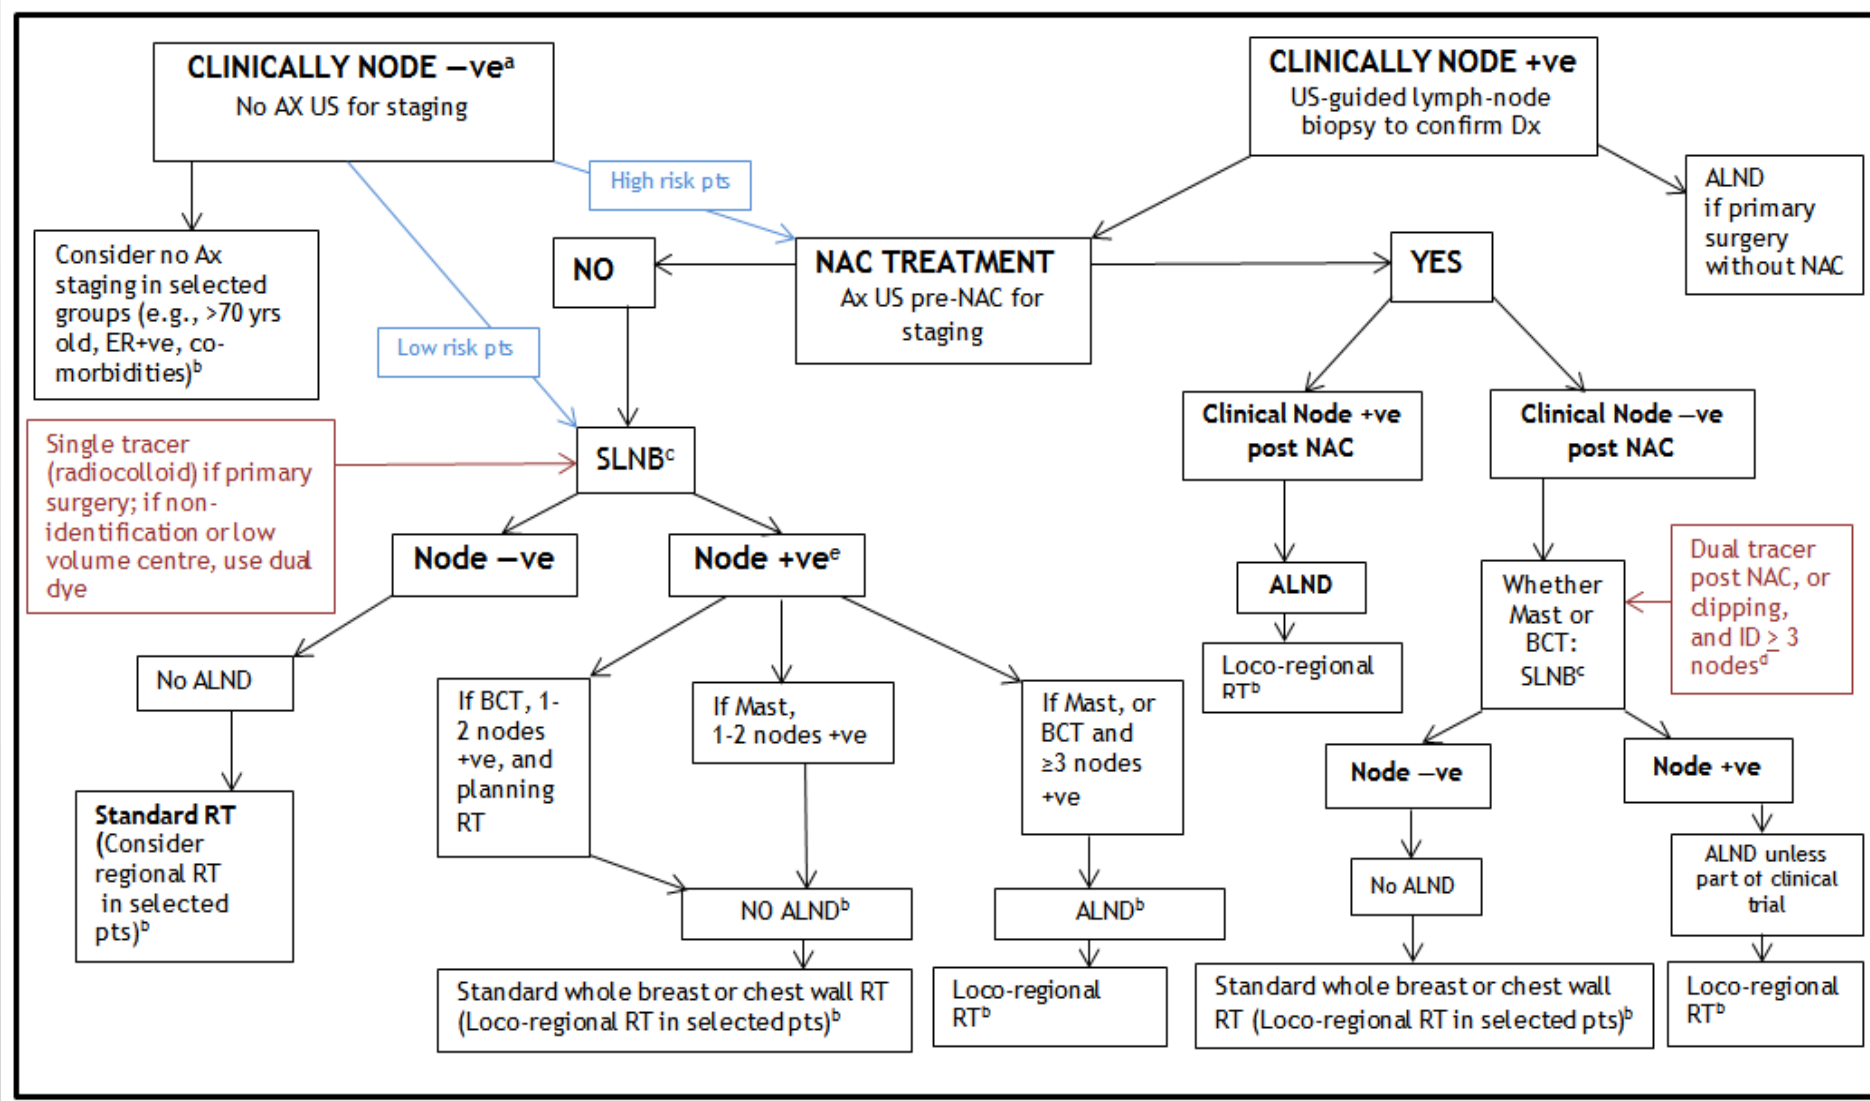 CLINICALLY NODE –veᵃ
No AX US for staging
CLINICALLY NODE +ve
US-guided lymph-node
biopsy to confirm Dx
High risk pts
ALND
if primary
surgery
without NAC
Consider no Ax
staging in selected
groups (e.g., >70 yrs
old, ER+ve, co-
morbidities)ᵇ
NO
NAC TREATMENT
Ax US pre-NAC for
staging
YES
Low risk pts
Single tracer
(radiocolloid) if primary
surgery; if non-
identification or low
volume centre, use dual
dye
SLNBᶜ
Clinical Node +ve
post NAC
Clinical Node –ve
post NAC
Node –ve
Node +veᵉ
ALND
Loco-regional
RTᵇ
Whether
Mast or
BCT:
SLNBᶜ
Dual tracer
post NAC, or
clipping,
and ID ≥ 3
nodesᵈ
No ALND
If BCT, 1-
2 nodes
+ve, and
planning
RT
If Mast,
1-2 nodes +ve
If Mast, or
BCT and
≥3 nodes
+ve
Node –ve
Node +ve
Standard RT
(Consider
regional RT
in selected
pts)ᵇ
NO ALNDᵇ
ALNDᵇ
No ALND
ALND unless
part of clinical
trial
Standard whole breast or chest wall RT
(Loco-regional RT in selected pts)ᵇ
Loco-regional
RTᵇ
Standard whole breast or chest wall
RT (Loco-regional RT in selected pts)ᵇ
Loco-regional
RTᵇ